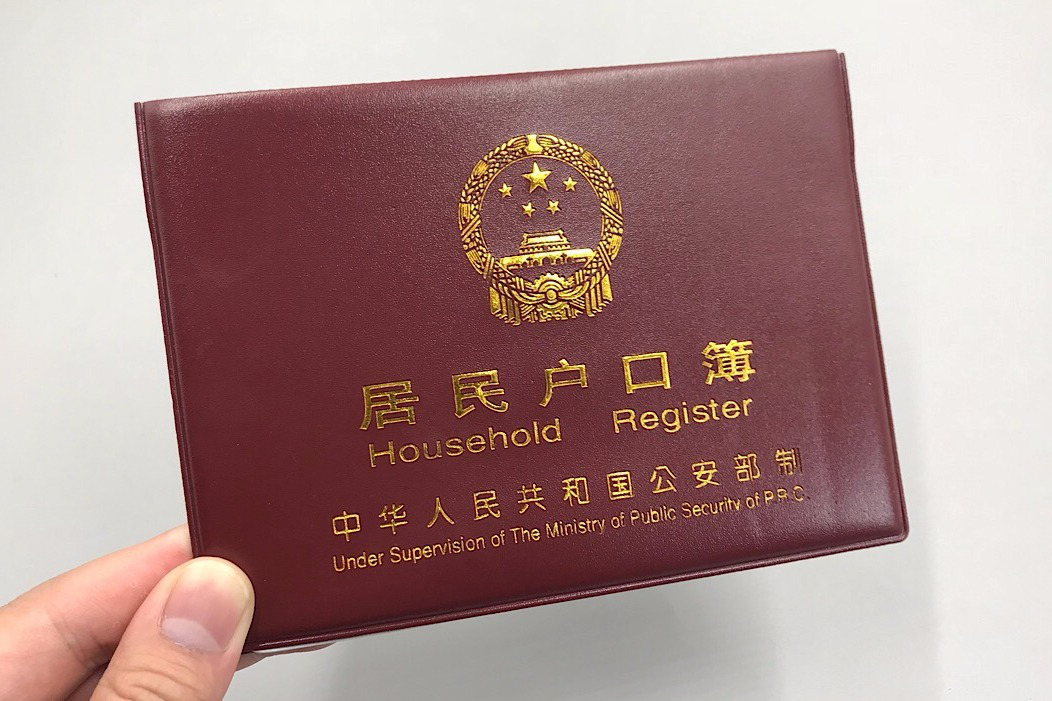 居民户口簿
Household Register
中华人民共和国公安部制
Under Supervision of The Ministry of Public Security of P.R.C.